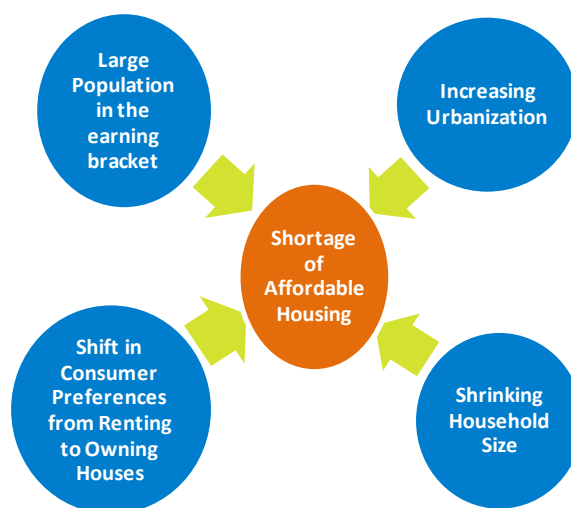 Large
Population
in the
earning
bracket
Increasing
Urbanization
Shortage
of
Affordable
Housing
Shift in
Consumer
Preferences
from Renting
to Owning
Houses
Shrinking
Household
Size